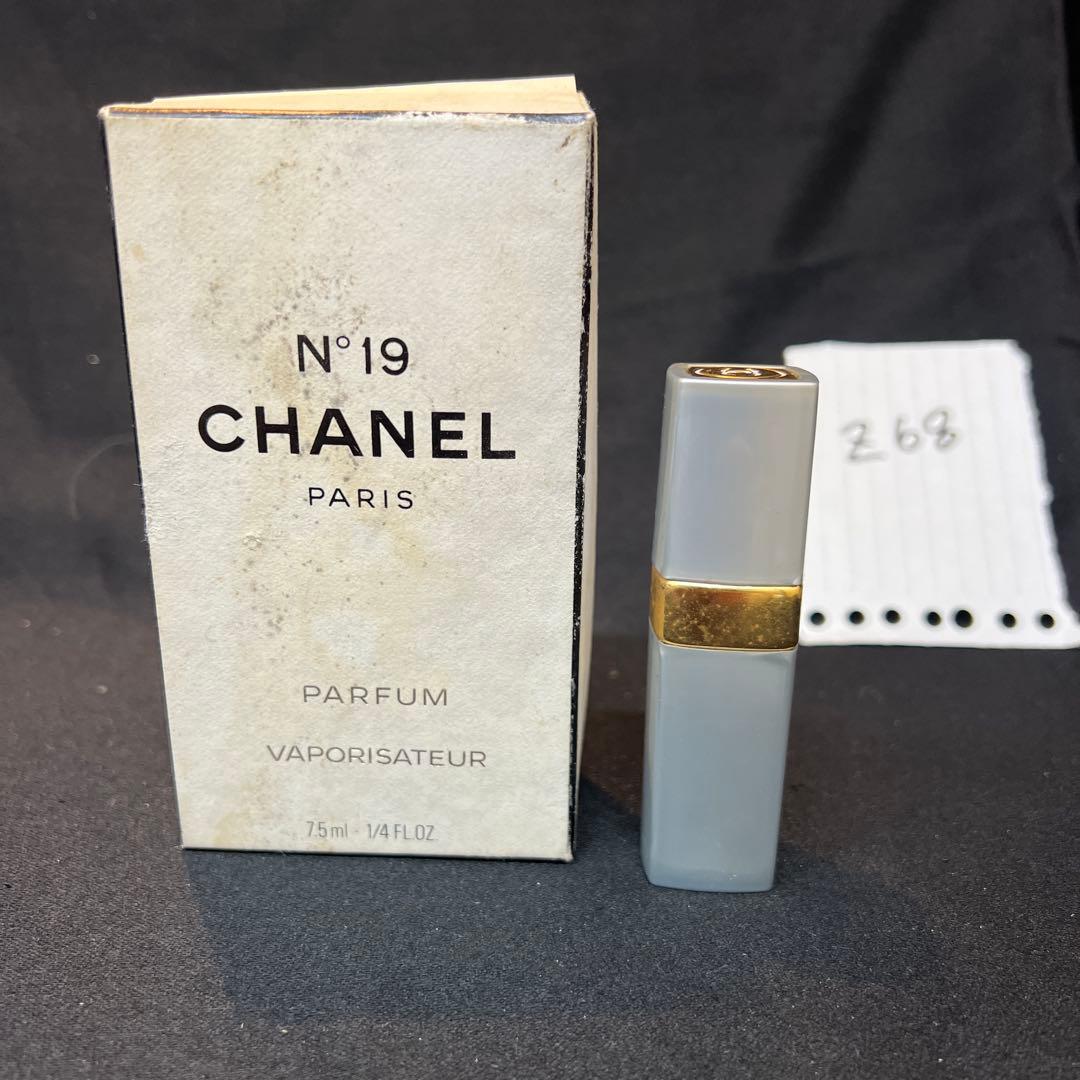 N° 19
CHANEL
PARIS
PARFUM
VAPORISATEUR
7.5 ml - 1/4 FL.OZ
Z68